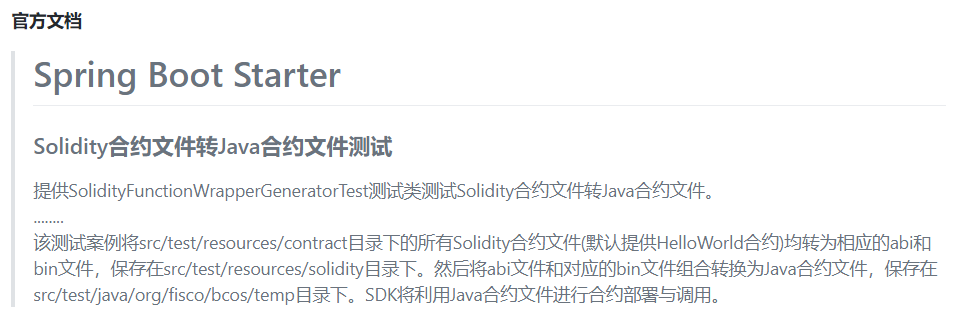 官方文档
Spring Boot Starter
Solidity合约文件转Java合约文件测试
提供SolidityFunctionWrapperGeneratorTest测试类测试Solidity合约文件转Java合约文件。
........
该测试案例将src/test/resources/contract目录下的所有Solidity合约文件(默认提供HelloWorld合约)均转为相应的abi和
bin文件，保存在src/test/resources/solidity目录下。然后将abi文件和对应的bin文件组合转换为Java合约文件，保存在
src/test/java/org/fisco/bcos/temp目录下。SDK将利用Java合约文件进行合约部署与调用。